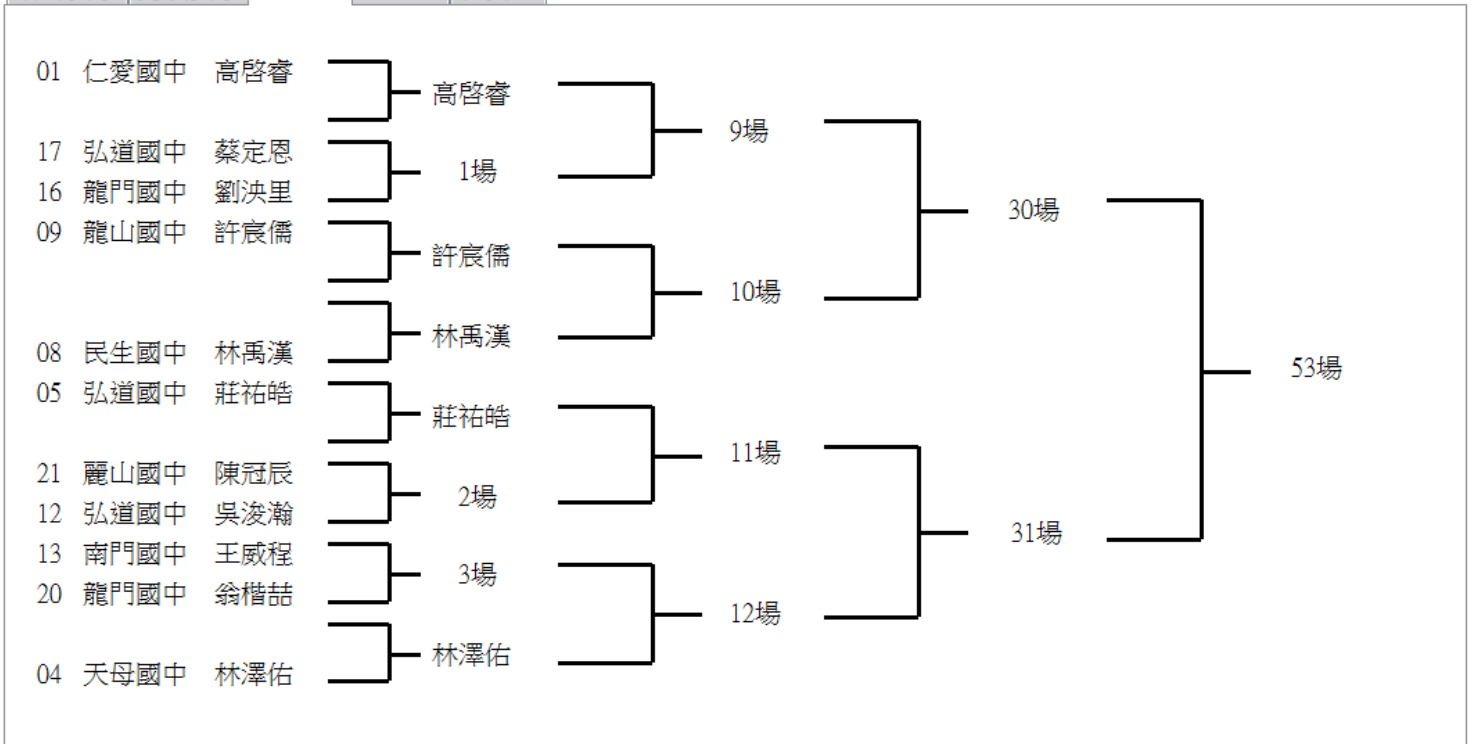 01 仁愛國中 高啓睿
高啓睿
9場
17 弘道國中 蔡定恩
1場
16 龍門國中 劉泱里
30場
09 龍山國中 許宸儒
許宸儒
10場
林禹漢
08 民生國中 林禹漢
53場
05 弘道國中 莊祐皓
莊祐皓
11場
21 麗山國中 陳冠辰
2場
12 弘道國中 吳浚瀚
31場
13 南門國中 王威程
3場
20 龍門國中 翁楷喆
12場
林澤佑
04 天母國中 林澤佑